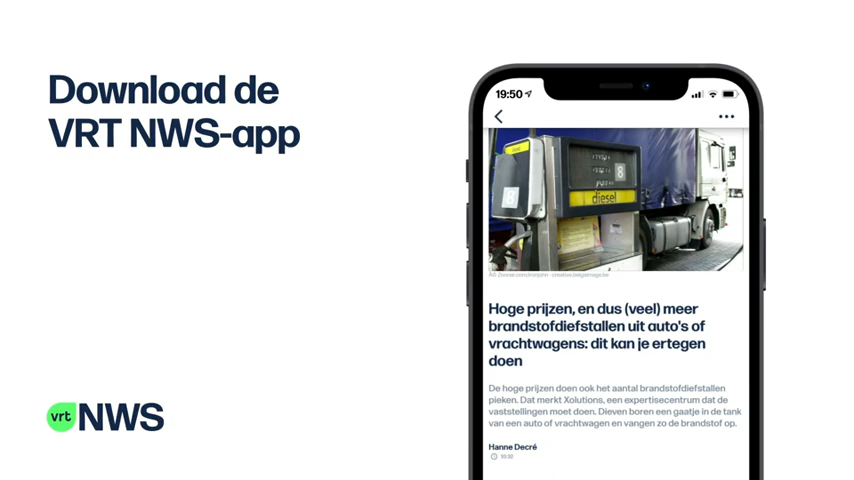 Download de
VRT NWS-app
vrt NWS
19:50
diesel
8
8
Hoge prijzen, en dus (veel) meer
brandstofdiefstallen uit auto's of
vrachtwagens: dit kan je ertegen
doen
De hoge prijzen doen ook het aantal brandstofdiefstallen
pieken. Dat merkt Xolutions, een expertisecentrum dat de
vaststellingen moet doen. Dieven boren een gaatje in de tank
van een auto of vrachtwagen en vangen zo de brandstof op.
Hanne Decré